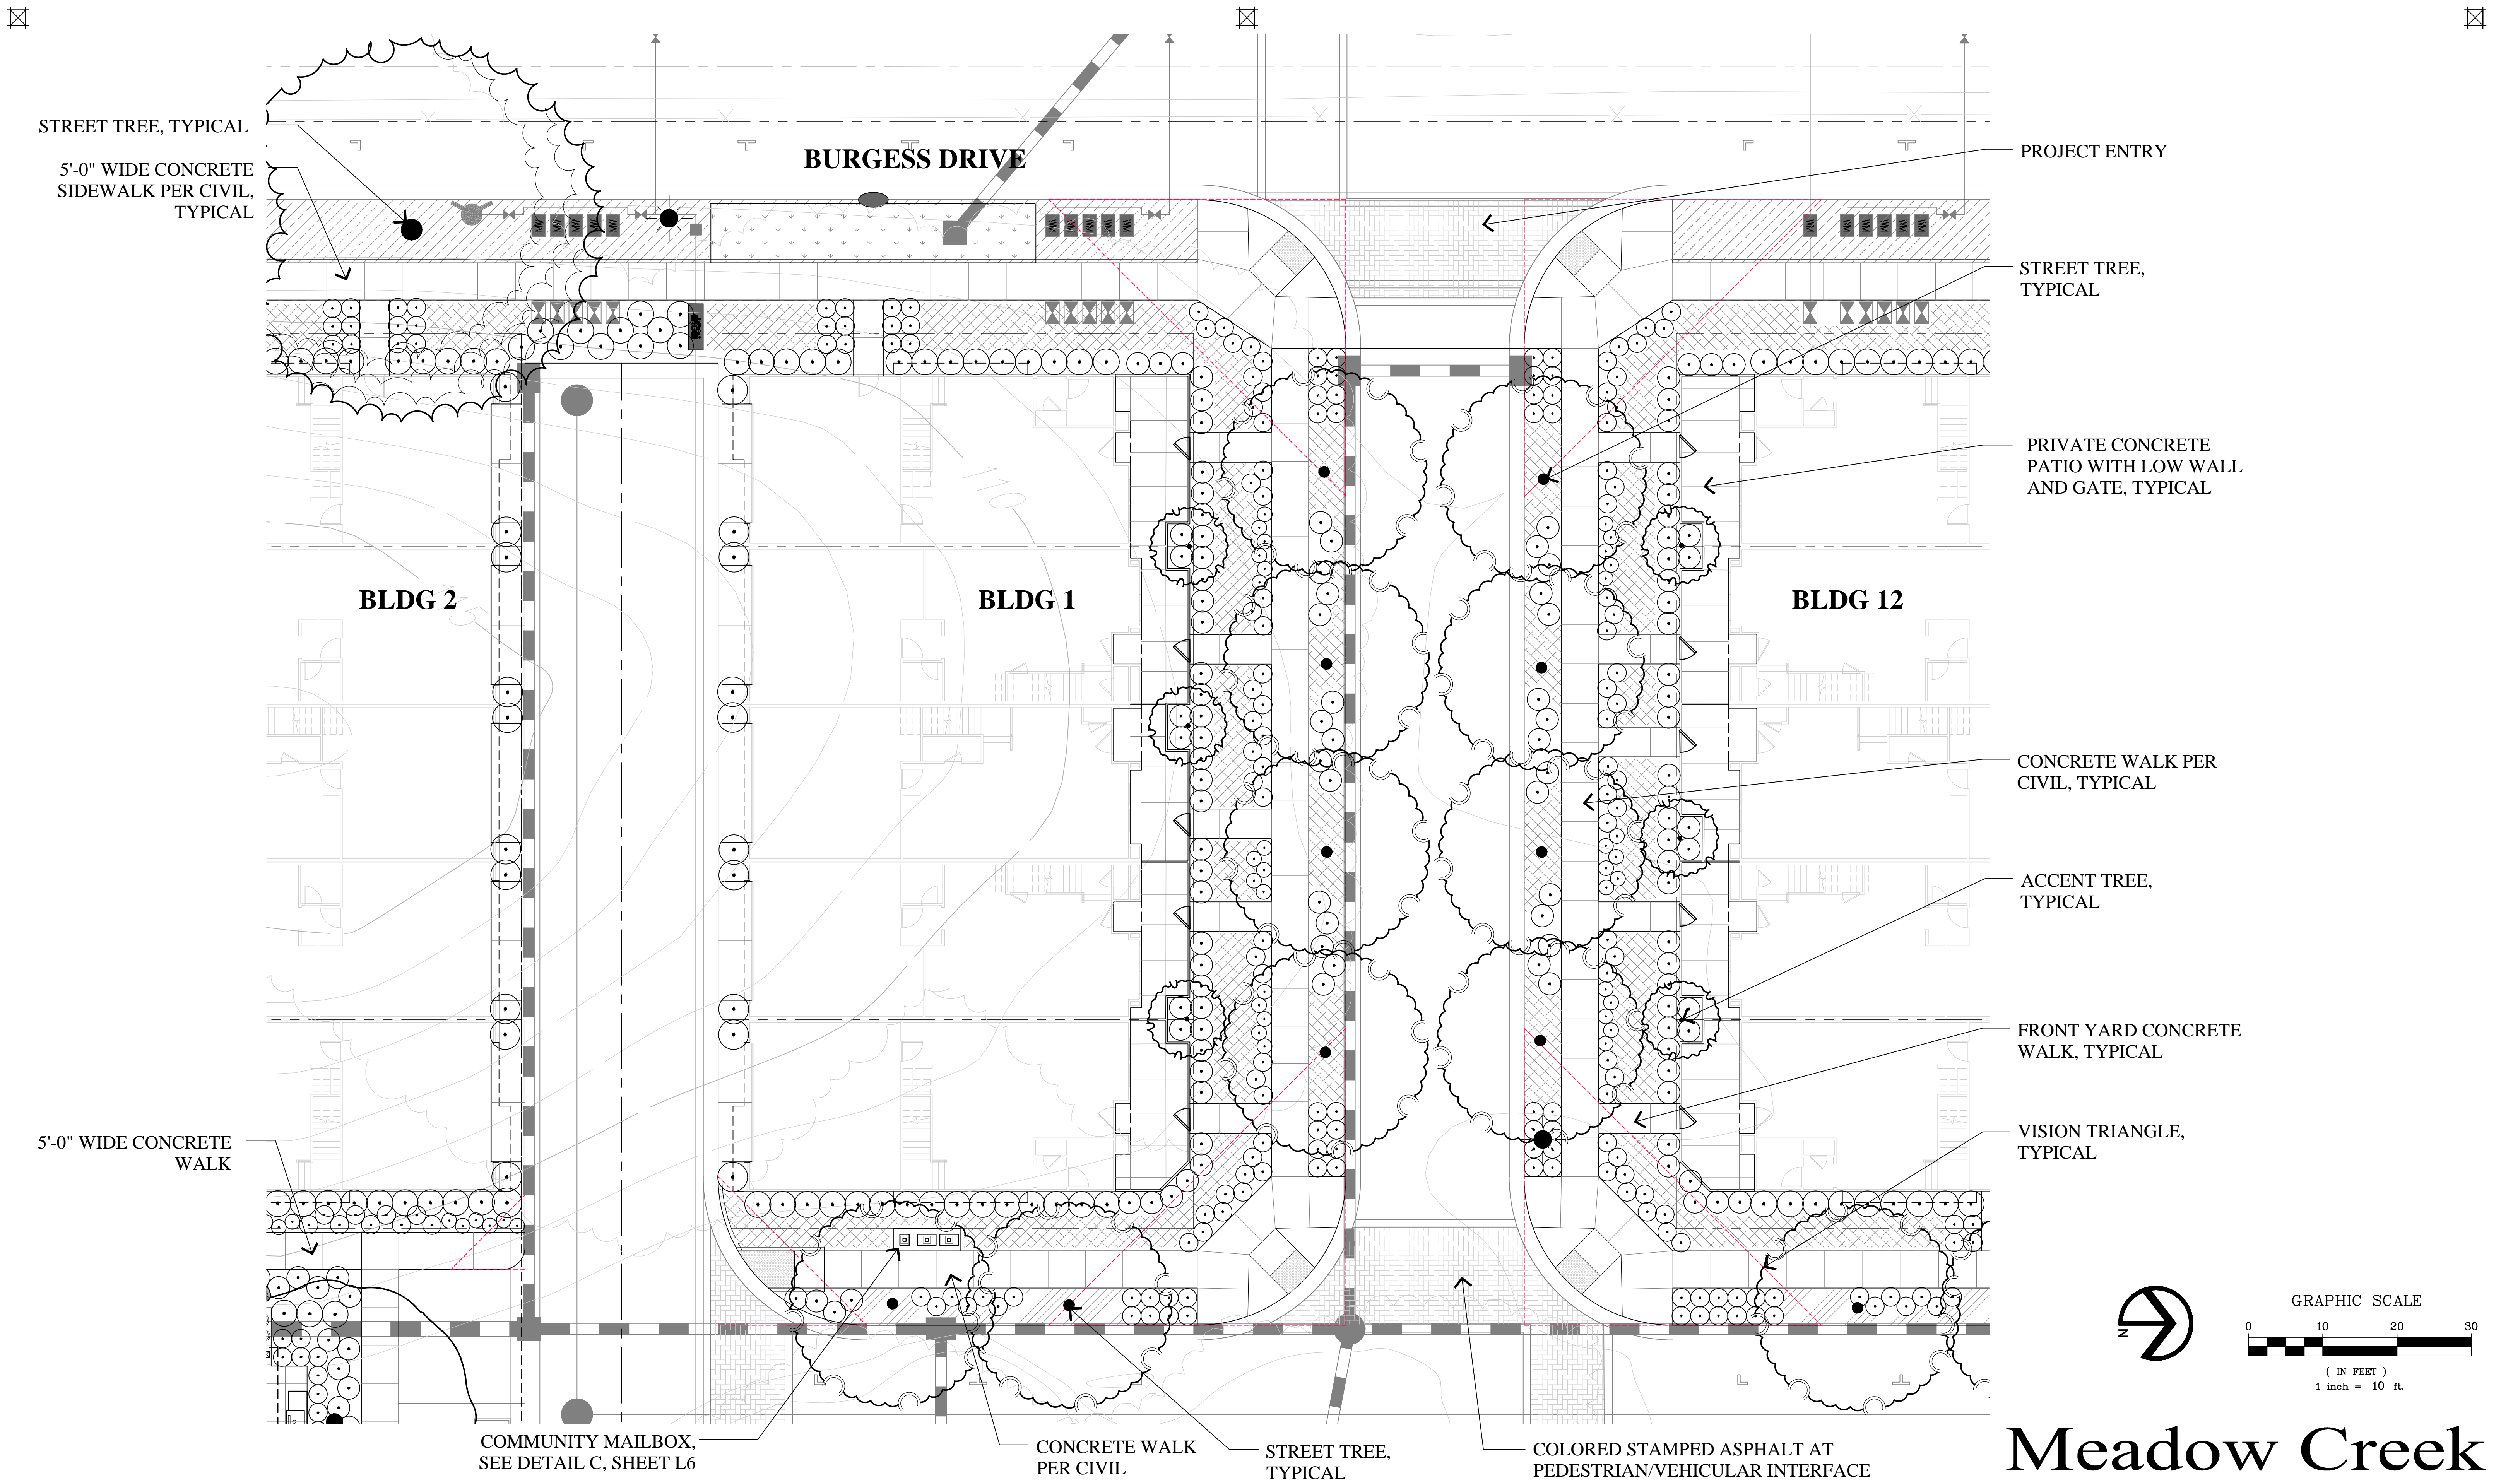 STREET TREE, TYPICAL
5'-0" WIDE CONCRETE
SIDEWALK PER CIVIL,
TYPICAL
BURGESS DRIVE
PROJECT ENTRY
STREET TREE,
TYPICAL
PRIVATE CONCRETE
PATIO WITH LOW WALL
AND GATE, TYPICAL
BLDG 2
BLDG 1
BLDG 12
CONCRETE WALK PER
CIVIL, TYPICAL
ACCENT TREE,
TYPICAL
FRONT YARD CONCRETE
WALK, TYPICAL
VISION TRIANGLE,
TYPICAL
5'-0" WIDE CONCRETE
WALK
COMMUNITY MAILBOX,
SEE DETAIL C, SHEET L6
CONCRETE WALK
PER CIVIL
STREET TREE,
TYPICAL
COLORED STAMPED ASPHALT AT
PEDESTRIAN/VEHICULAR INTERFACE
N
GRAPHIC SCALE
0 10 20 30
( IN FEET )
1 inch = 10 ft.
Meadow Creek